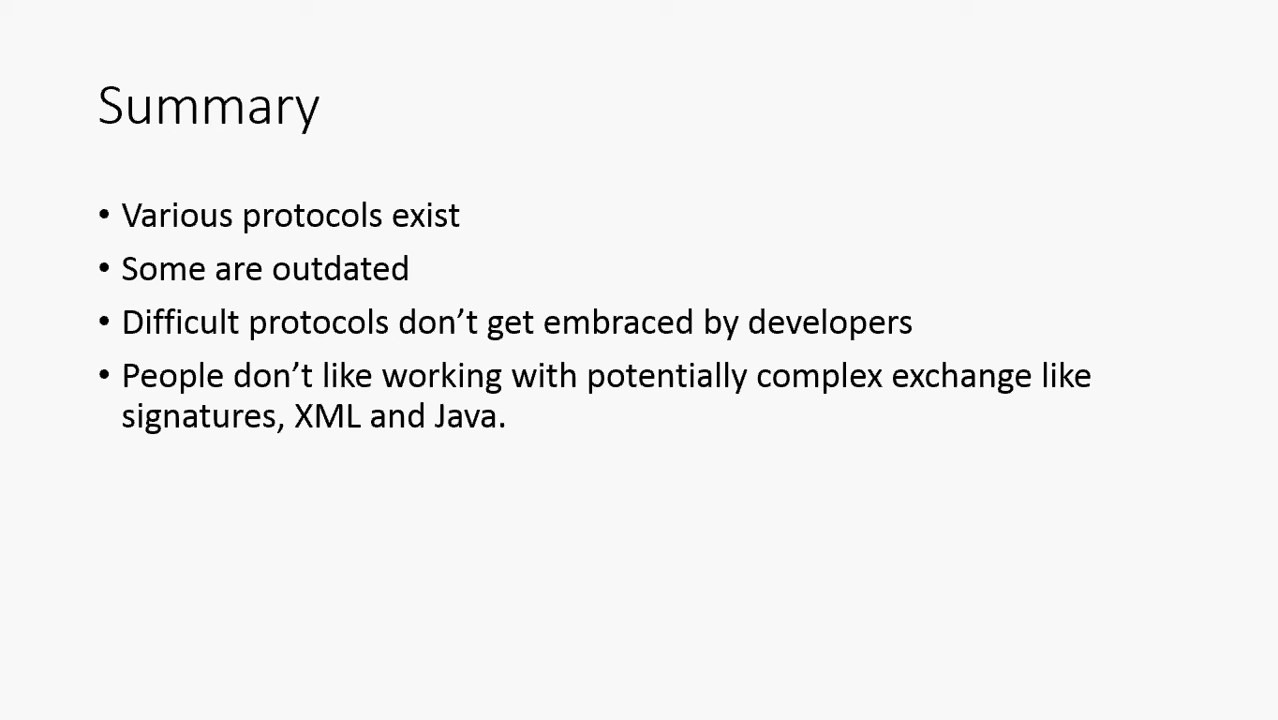 Summary
• Various protocols exist
• Some are outdated
• Difficult protocols don’t get embraced by developers
• People don’t like working with potentially complex exchange like
signatures, XML and Java.